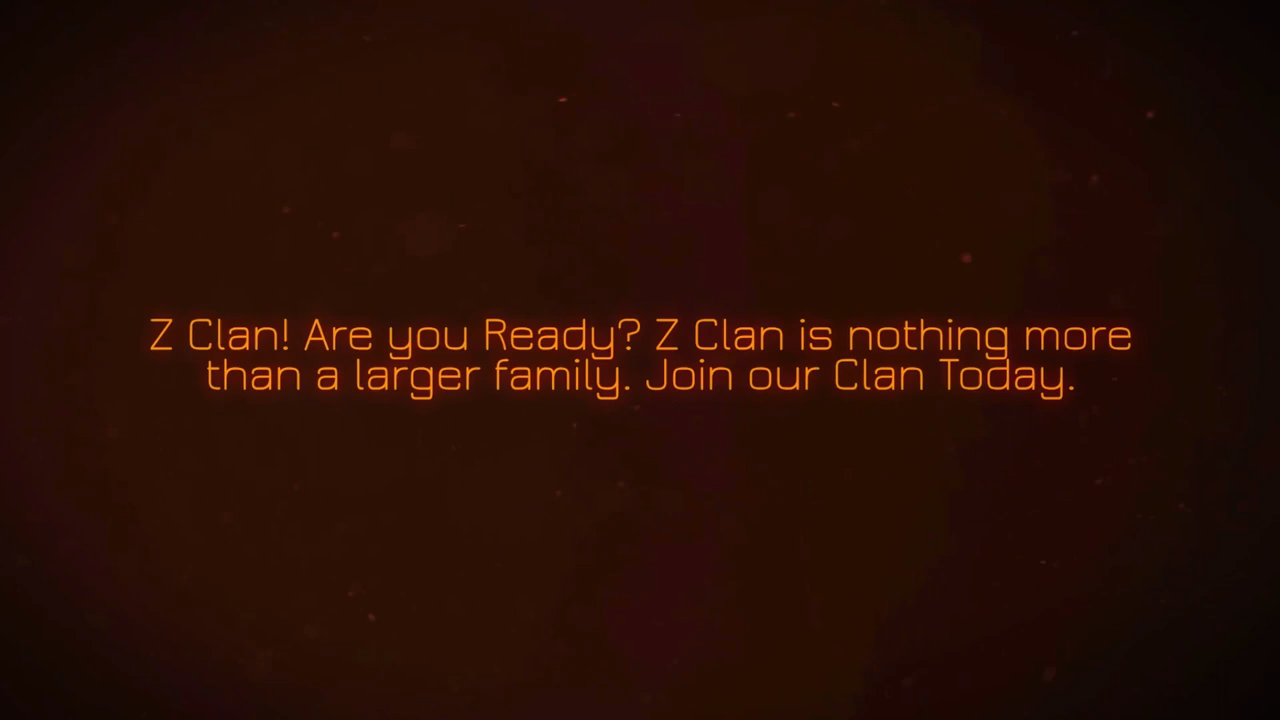 Z Clan! Are you Ready? Z Clan is nothing more
than a larger family. Join our Clan Today.